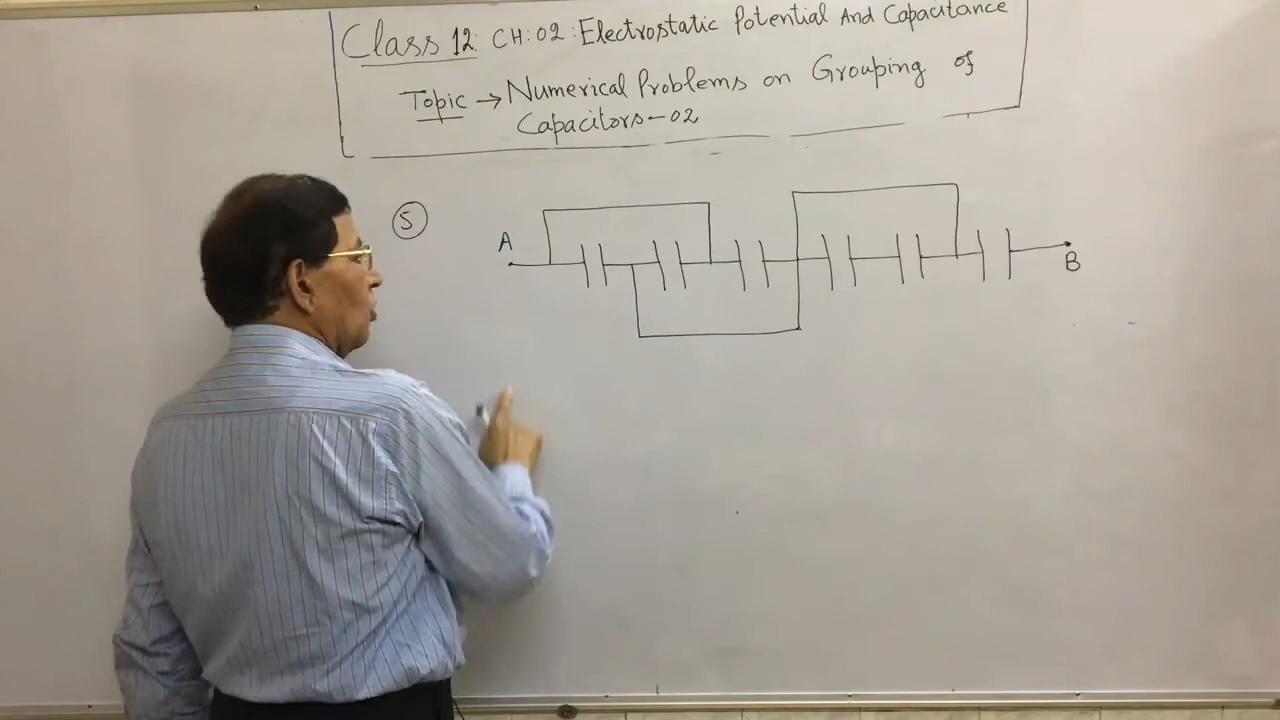 Class 12: CH:02: Electrostatic Potential And Capacitance
Topic → Numerical Problems on Grouping of
Capacitors-02
5
A
B